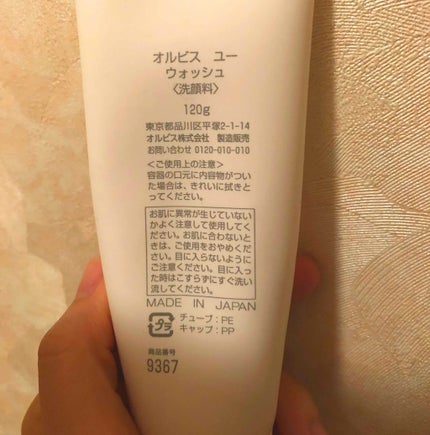 オルビス ユー
ウォッシュ
〈洗顔料〉
120g
東京都品川区平塚2-1-14
オルビス株式会社 製造販売
お問い合わせ 0120-010-010
<ご使用上の注意>
容器の口元に内容物がつい
た場合は、きれいに拭きと
ってください。
お肌に異常が生じていない
かよく注意して使用してく
ださい。お肌に合わないと
きは、ご使用をおやめくだ
さい。目に入らないように
ご注意ください。目に入っ
た時はこすらずにすぐ洗い
流してください。
MADE IN JAPAN
プラ
チューブ:PE
キャップ:PP
商品番号
9367